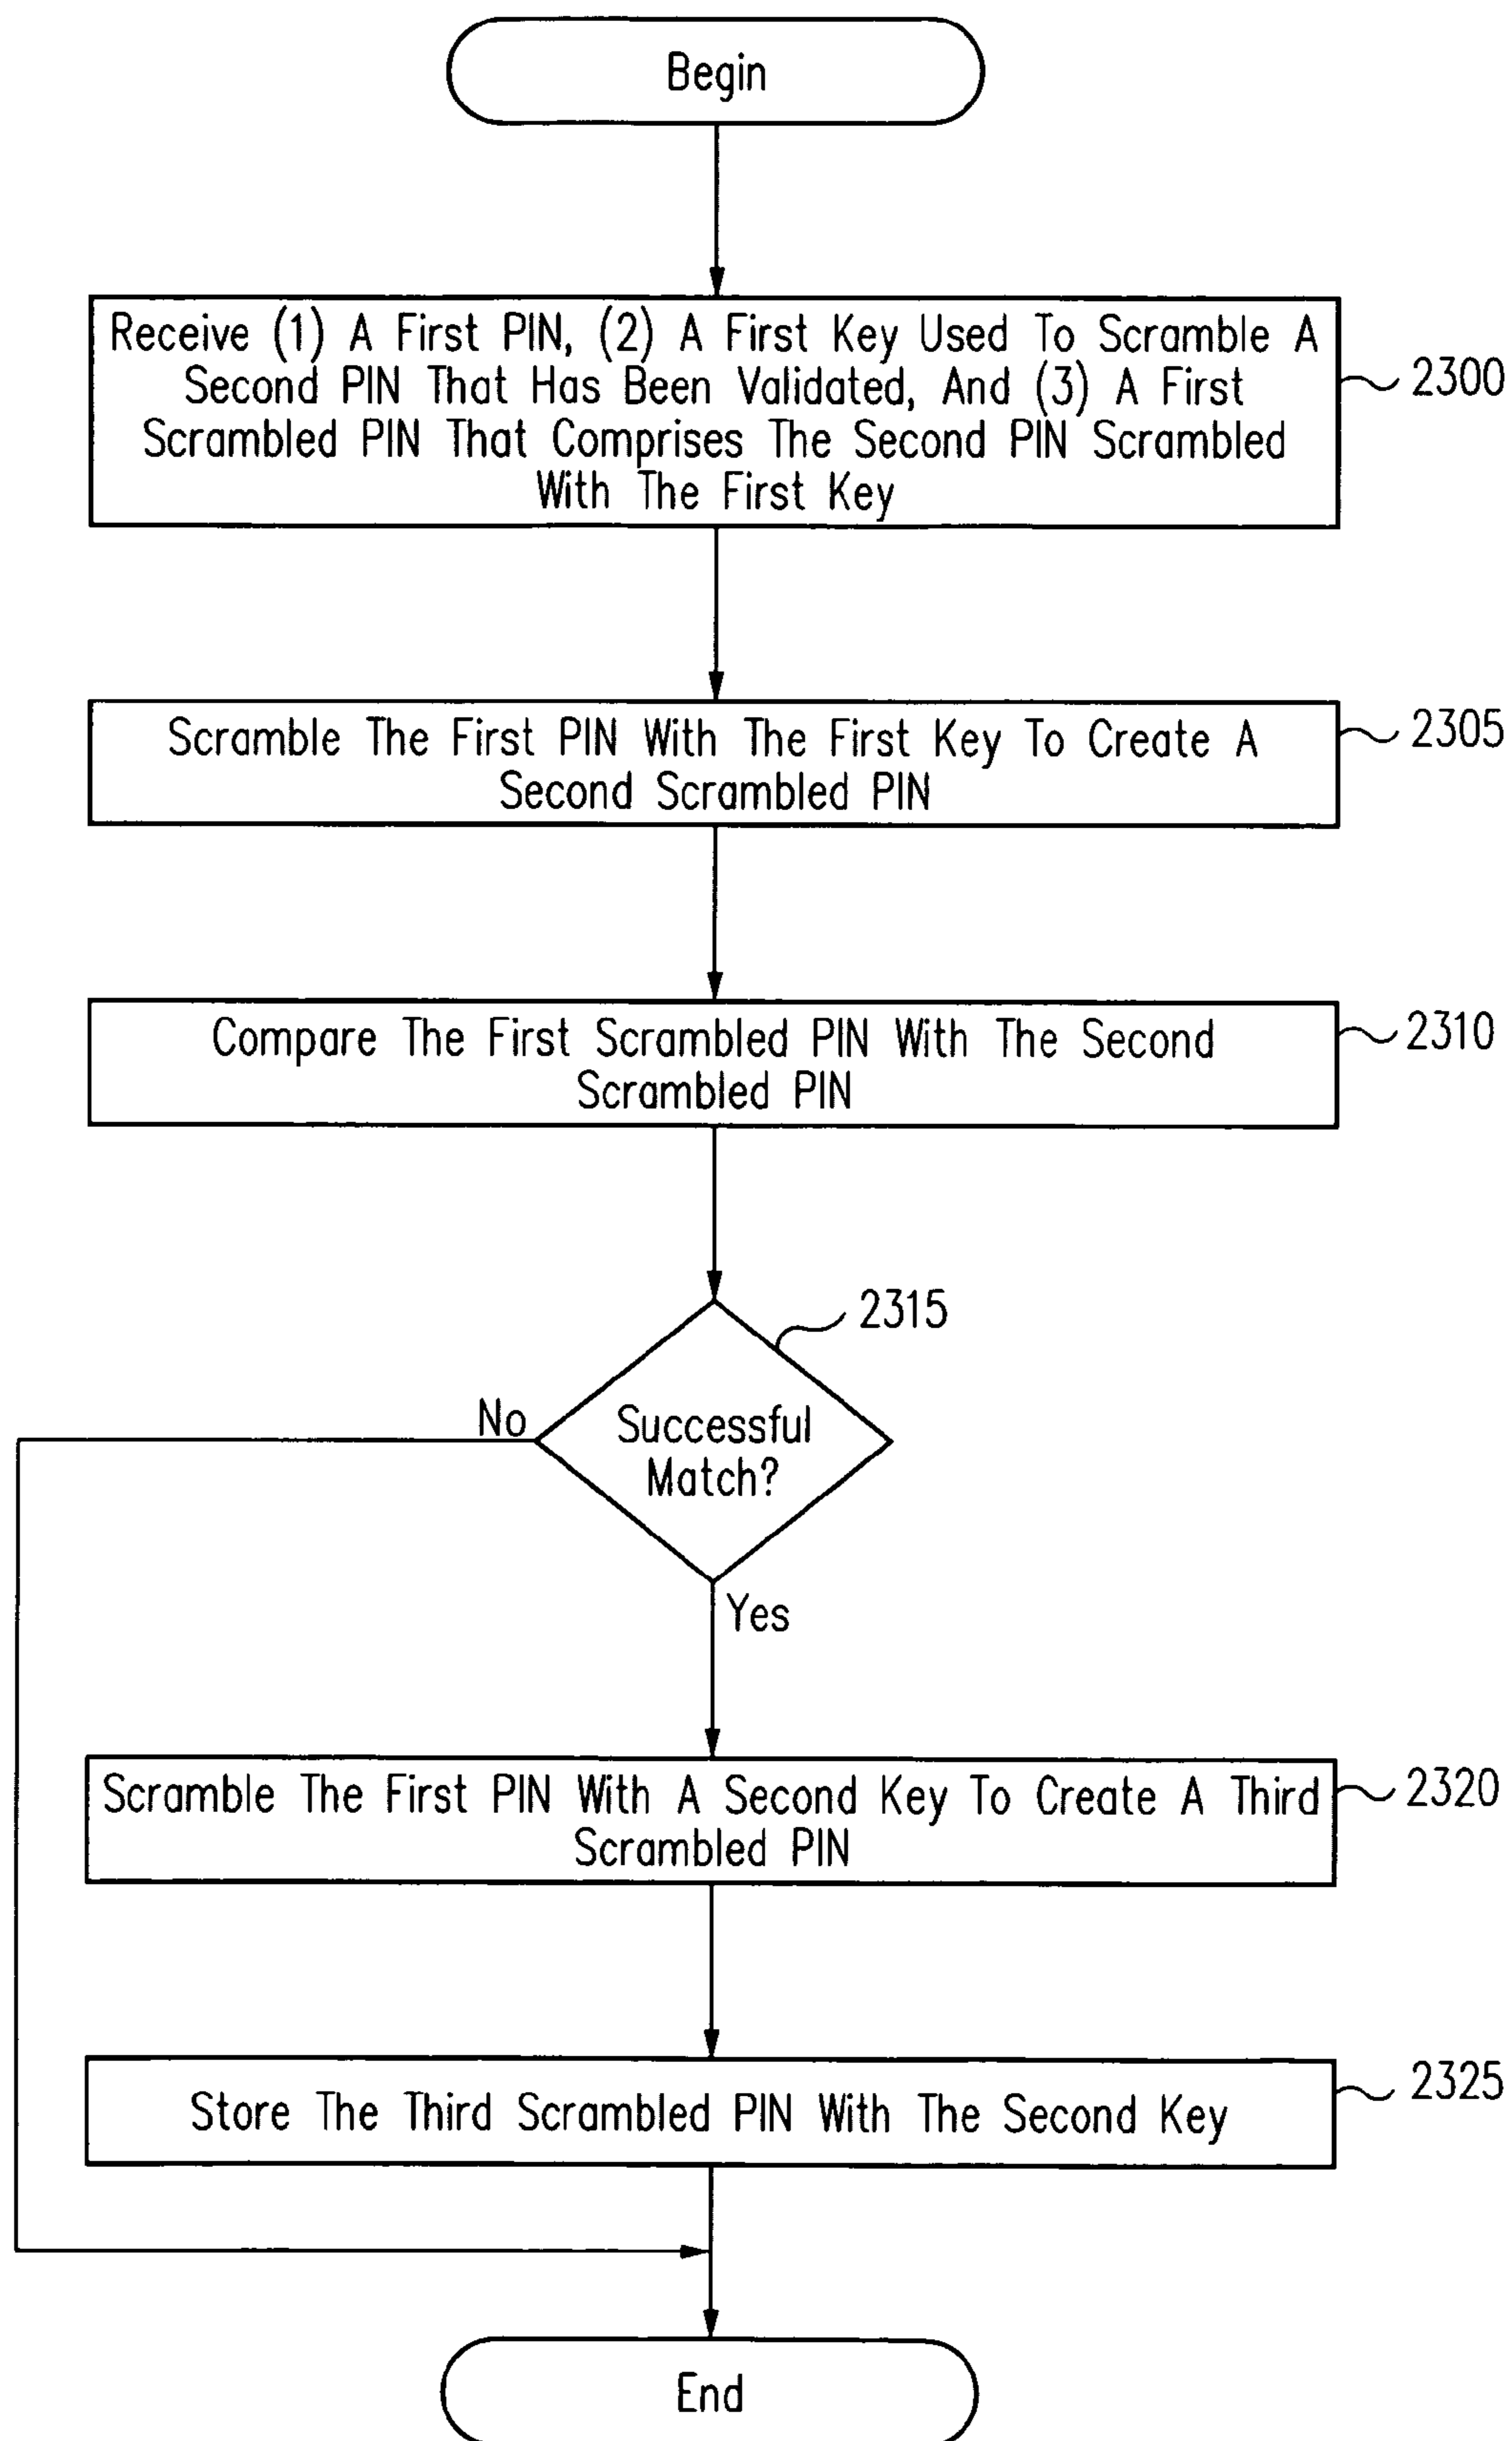 Begin
Receive (1) A First PIN, (2) A First Key Used To Scramble A
Second PIN That Has Been Validated, And (3) A First
Scrambled PIN That Comprises The Second PIN Scrambled
With The First Key
2300
Scramble The First PIN With The First Key To Create A
Second Scrambled PIN
2305
Compare The First Scrambled PIN With The Second
Scrambled PIN
2310
2315
No
Successful
Match?
Yes
Scramble The First PIN With A Second Key To Create A Third
Scrambled PIN
2320
Store The Third Scrambled PIN With The Second Key
2325
End